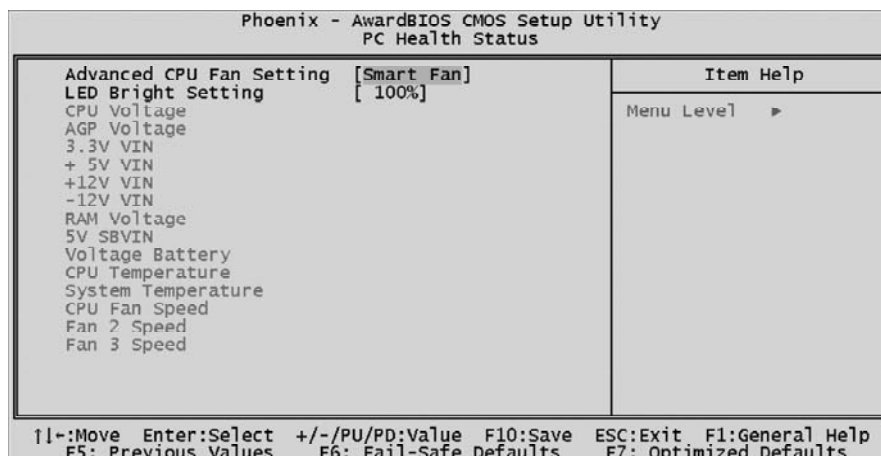 Phoenix - AwardBIOS CMOS Setup Utility
PC Health Status
Advanced CPU Fan Setting [Smart Fan]
LED Bright Setting [ 100%]
CPU Voltage
AGP Voltage
3.3V VIN
+ 5V VIN
+12V VIN
-12V VIN
RAM Voltage
5V SBVIN
Voltage Battery
CPU Temperature
System Temperature
CPU Fan Speed
Fan 2 Speed
Fan 3 Speed
Item Help
Menu Level ►
↑↓←:Move Enter:Select +/-/PU/PD:Value F10:Save ESC:Exit F1:General Help
F5: Previous Values F6: Fail-Safe Defaults F7: Optimized Defaults